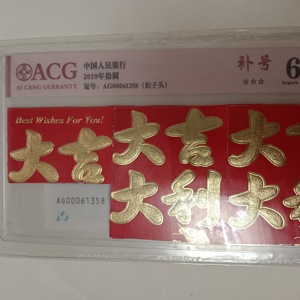 ACG
AI CANG GUARANTY
中国人民银行
2019年拾圆
冠号：AG00061358（豹子头）
补号
☆☆☆
6
Best Wishes For You!
大吉
大吉
大利
大
大
AG00061358